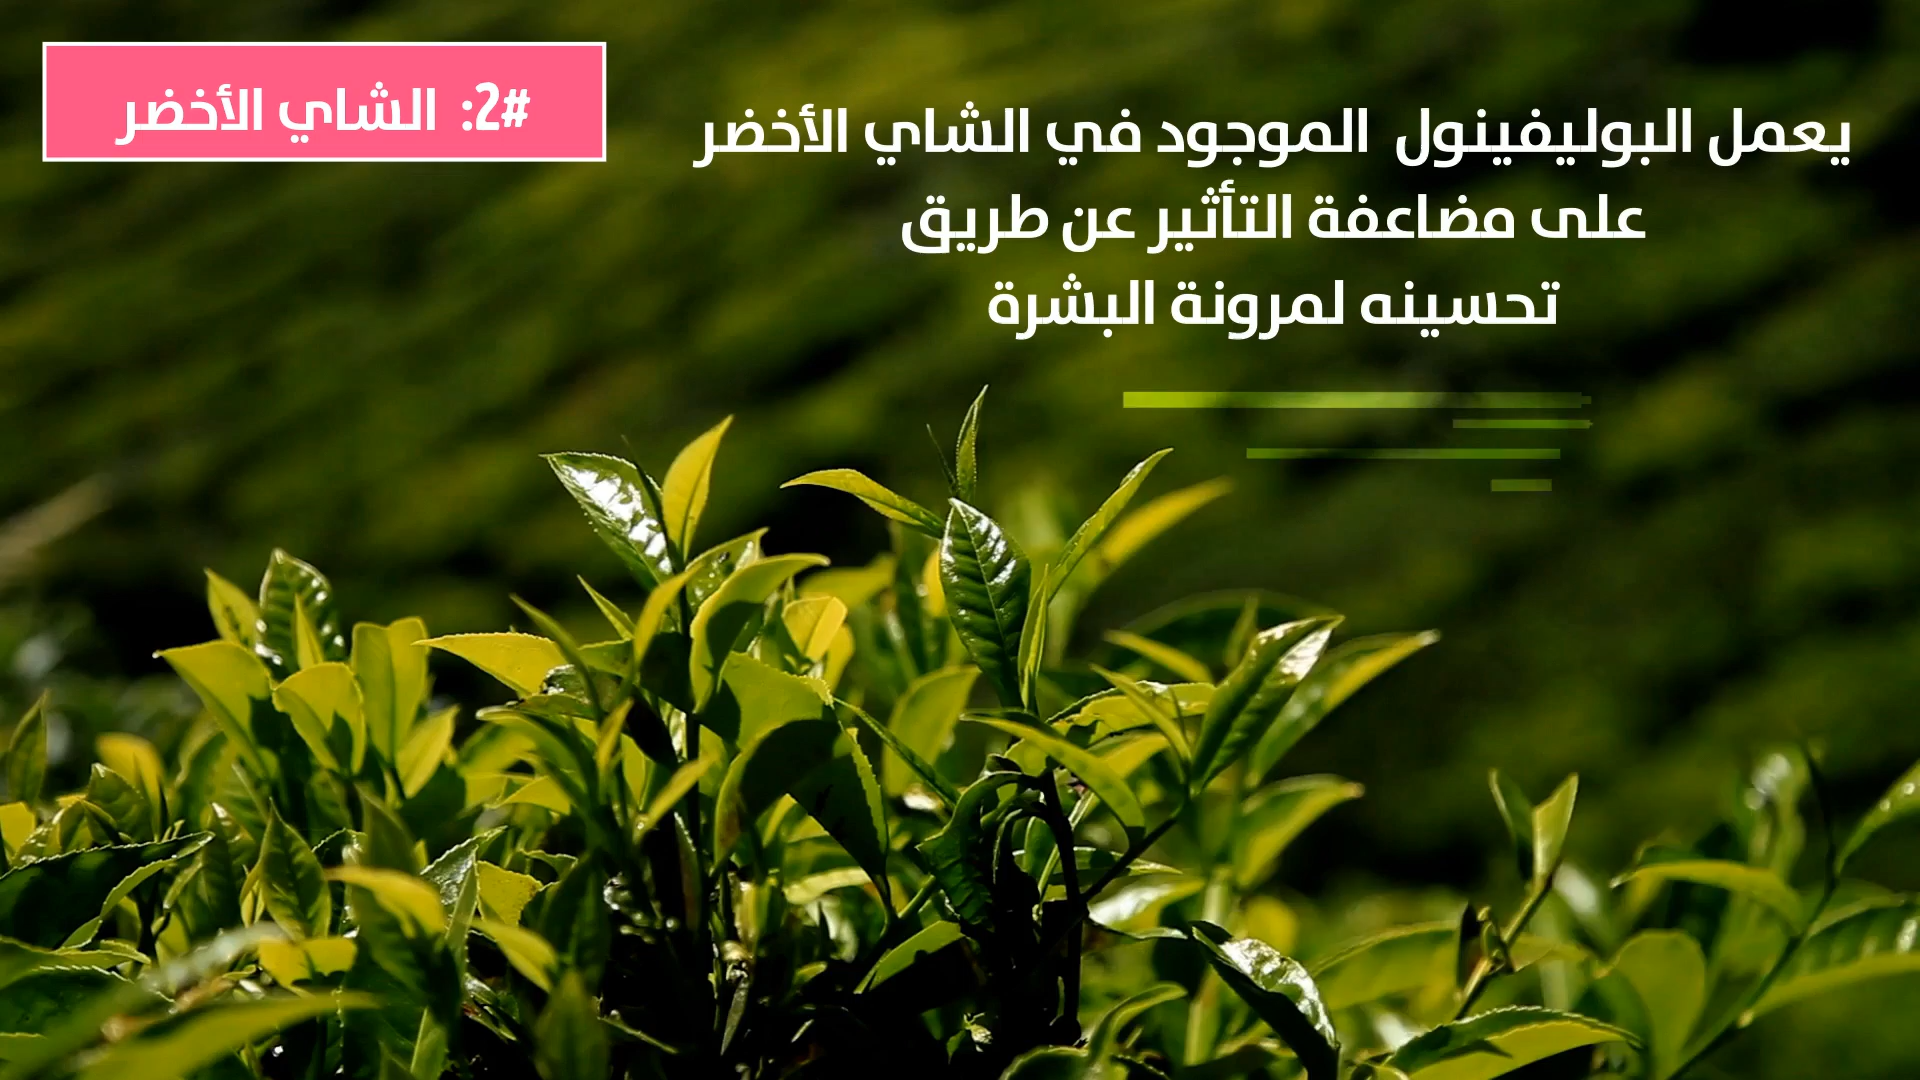 #2: الشاي الأخضر
يعمل البوليفينول الموجود في الشاي الأخضر
على مضاعفة التأثير عن طريق
تحسينه لمرونة البشرة